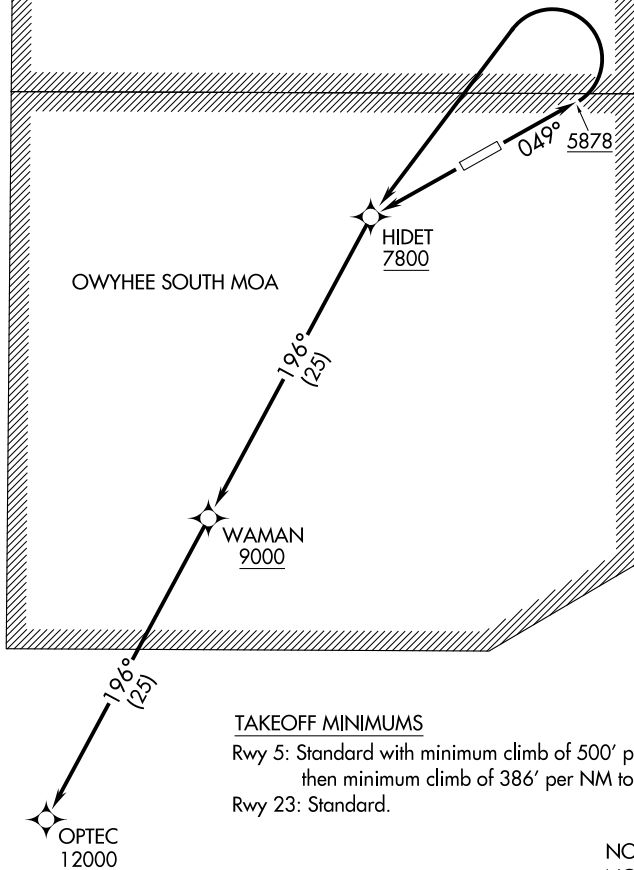 049°
5878
HIDET
7800
OWYHEE SOUTH MOA
196°
(25)
WAMAN
9000
196°
(25)
TAKEOFF MINIMUMS
Rwy 5: Standard with minimum climb of 500' p
then minimum climb of 386' per NM to
Rwy 23: Standard.
OPTEC
12000
NO